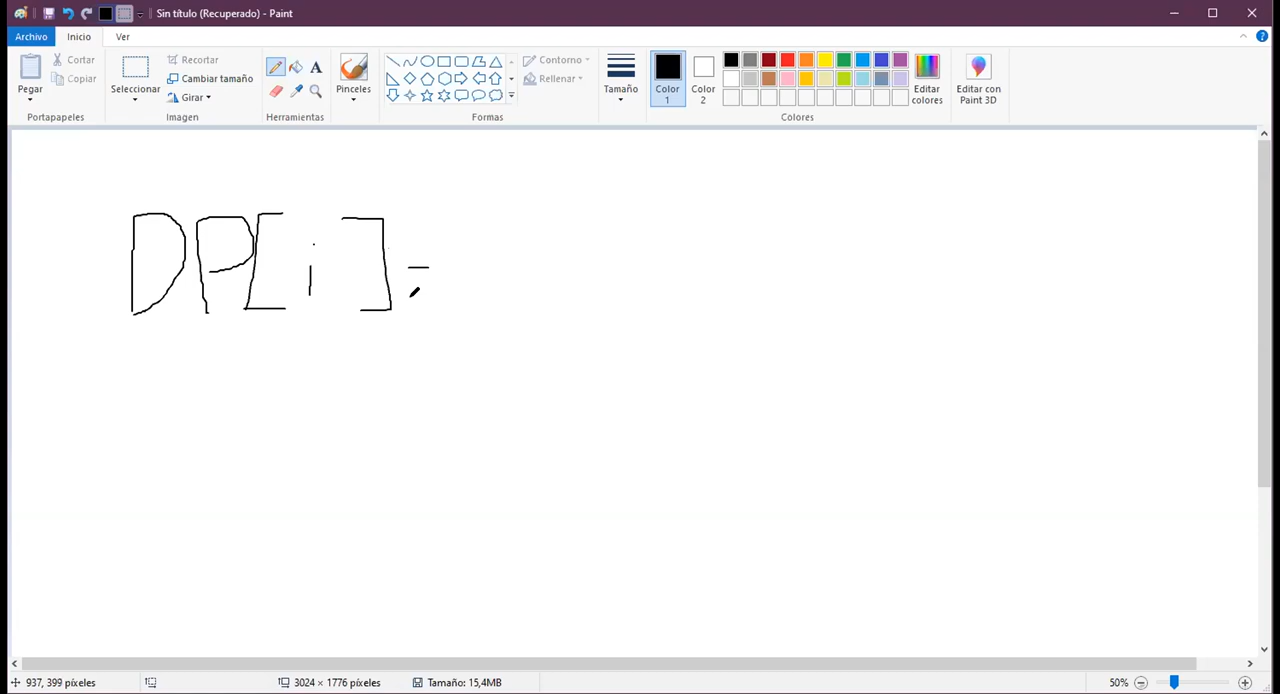 Sin título (Recuperado) - Paint
Archivo Inicio Ver
Pegar
Cortar
Copiar
Portapapeles
Seleccionar
Recortar
Cambiar tamaño
Girar
Imagen
A
Herramientas
Pinceles
Contorno
Rellenar
Formas
Tamaño
Color 1
Color 2
Editar colores
Colores
Editar con Paint 3D
DP[i] -
937, 399 píxeles 3024 × 1776 píxeles Tamaño: 15,4MB 50%